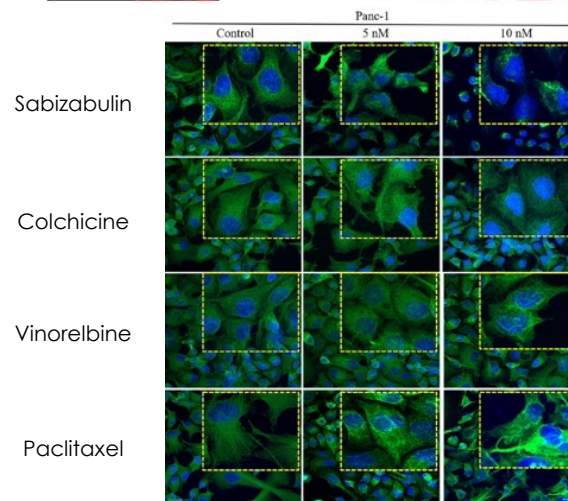 Panc-1
Control 5 nM 10 nM
Sabizabulin
Colchicine
Vinorelbine
Paclitaxel